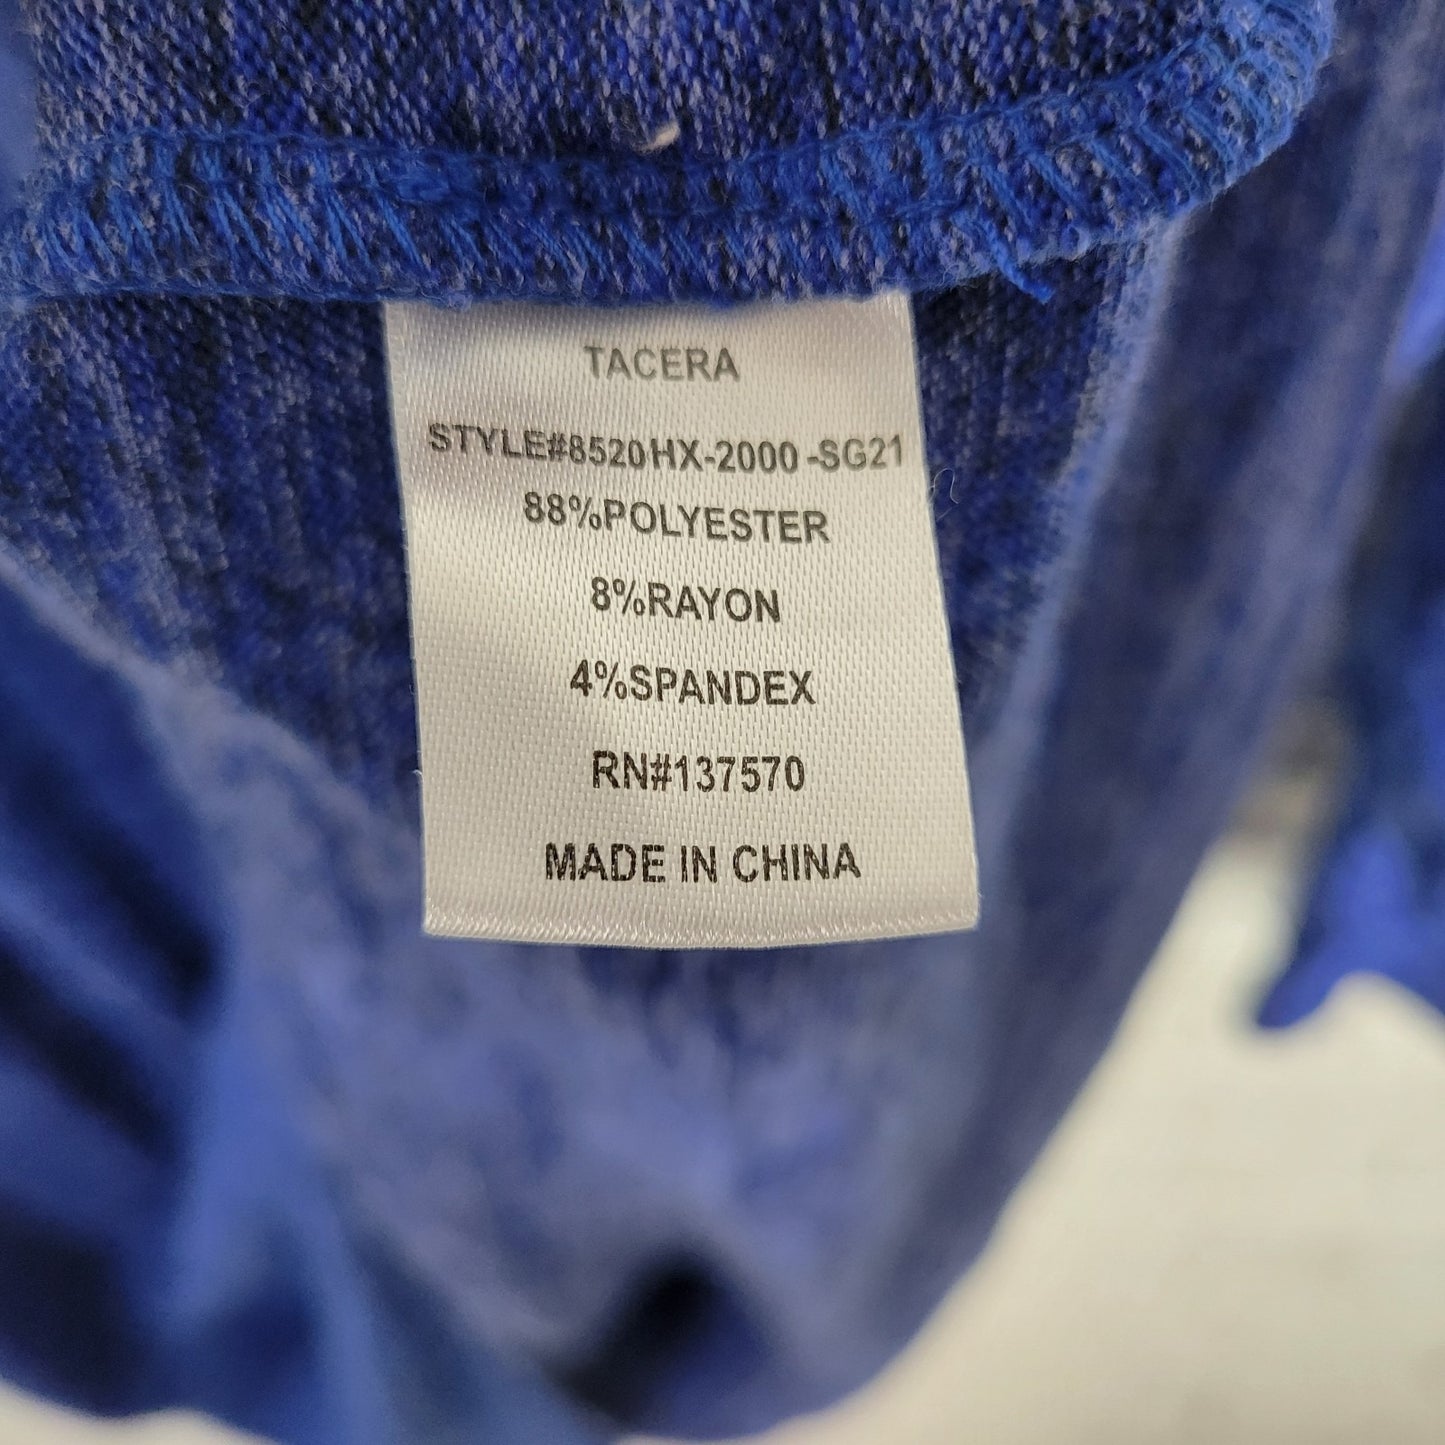 TACERA
STYLE#8520HX-2000-SG21
88%POLYESTER
8%RAYON
4%SPANDEX
RN#137570
MADE IN CHINA